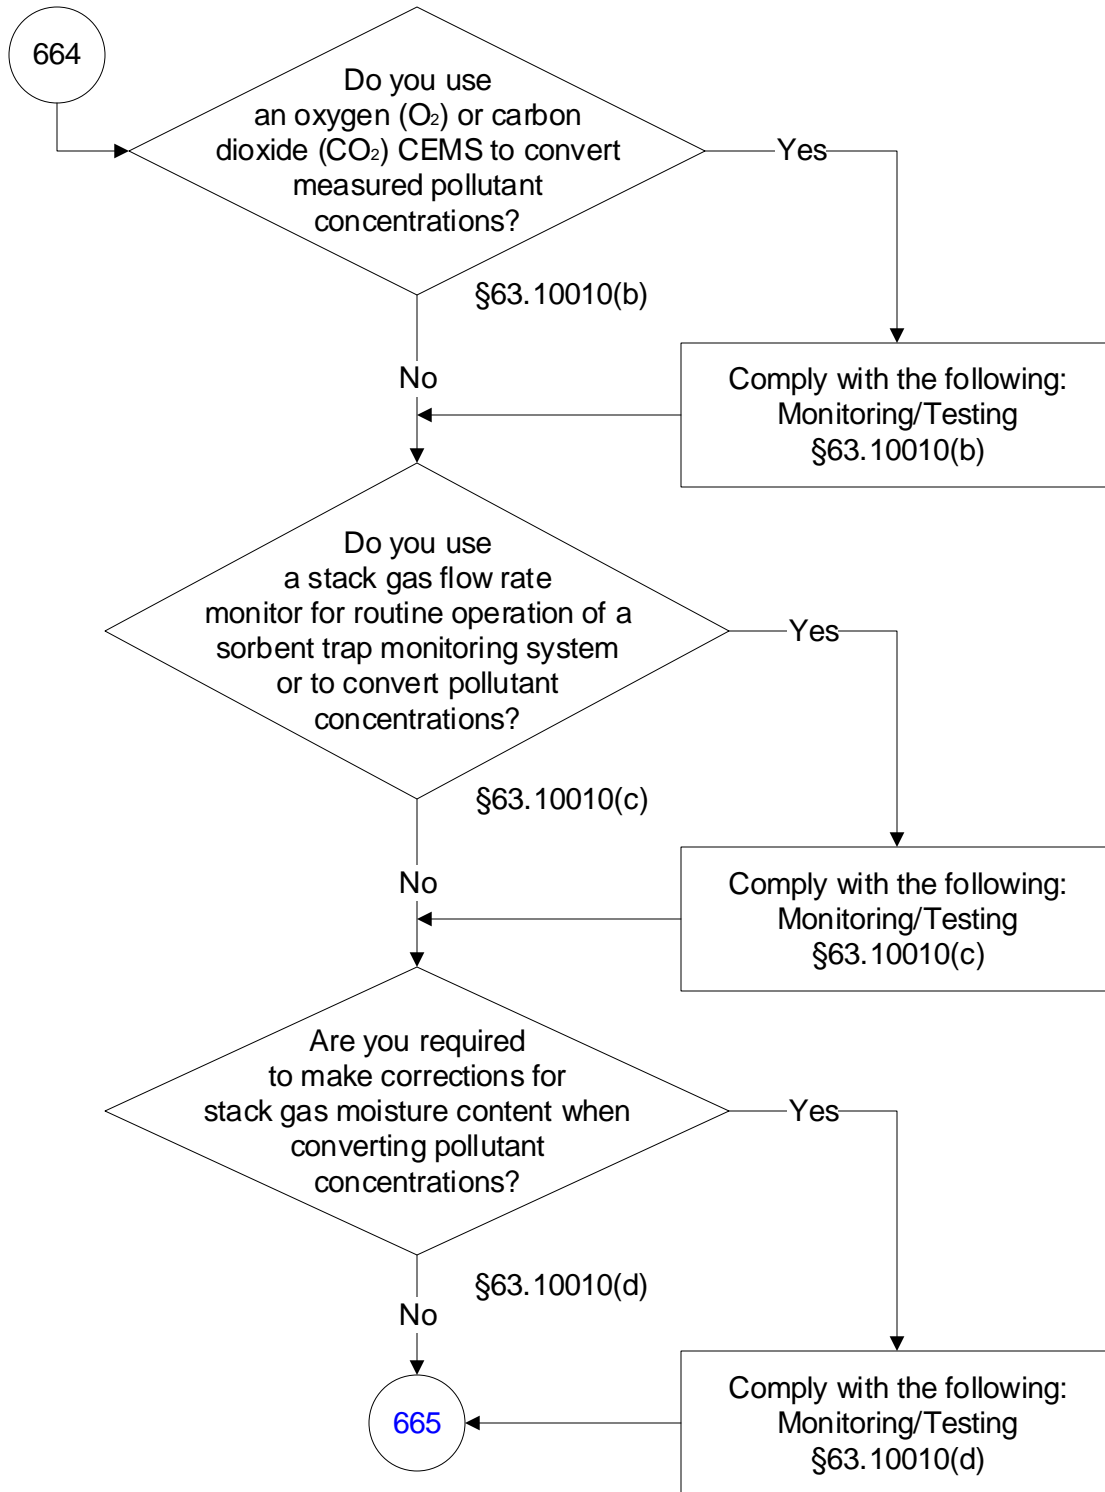 664
Do you use
an oxygen (O₂) or carbon
dioxide (CO₂) CEMS to convert
measured pollutant
concentrations?
Yes
§63.10010(b)
No
Comply with the following:
Monitoring/Testing
§63.10010(b)
Do you use
a stack gas flow rate
monitor for routine operation of a
sorbent trap monitoring system
or to convert pollutant
concentrations?
Yes
§63.10010(c)
No
Comply with the following:
Monitoring/Testing
§63.10010(c)
Are you required
to make corrections for
stack gas moisture content when
converting pollutant
concentrations?
Yes
§63.10010(d)
No
Comply with the following:
Monitoring/Testing
§63.10010(d)
665